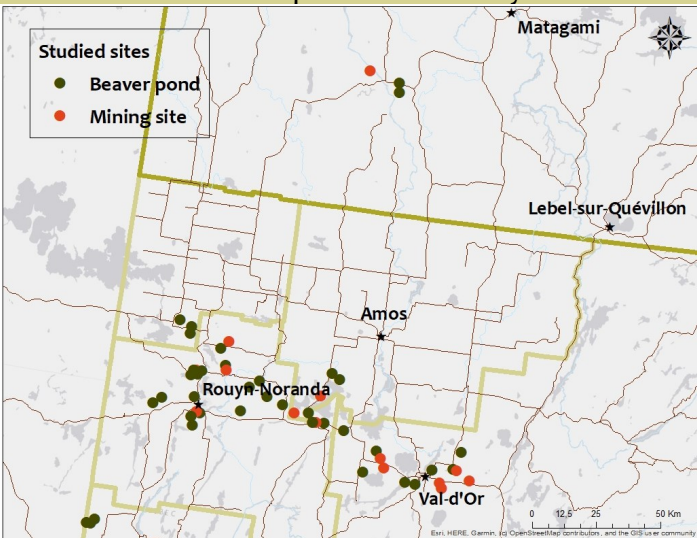 Matagami
Studied sites
Beaver pond
Mining site
Lebel-sur-Quévillon
Amos
Rouyn-Noranda
Val-d'Or
0 12,5 25 50 Km
Esri, HERE, Garmin, (c) OpenStreetMap contributors, and the GIS user community